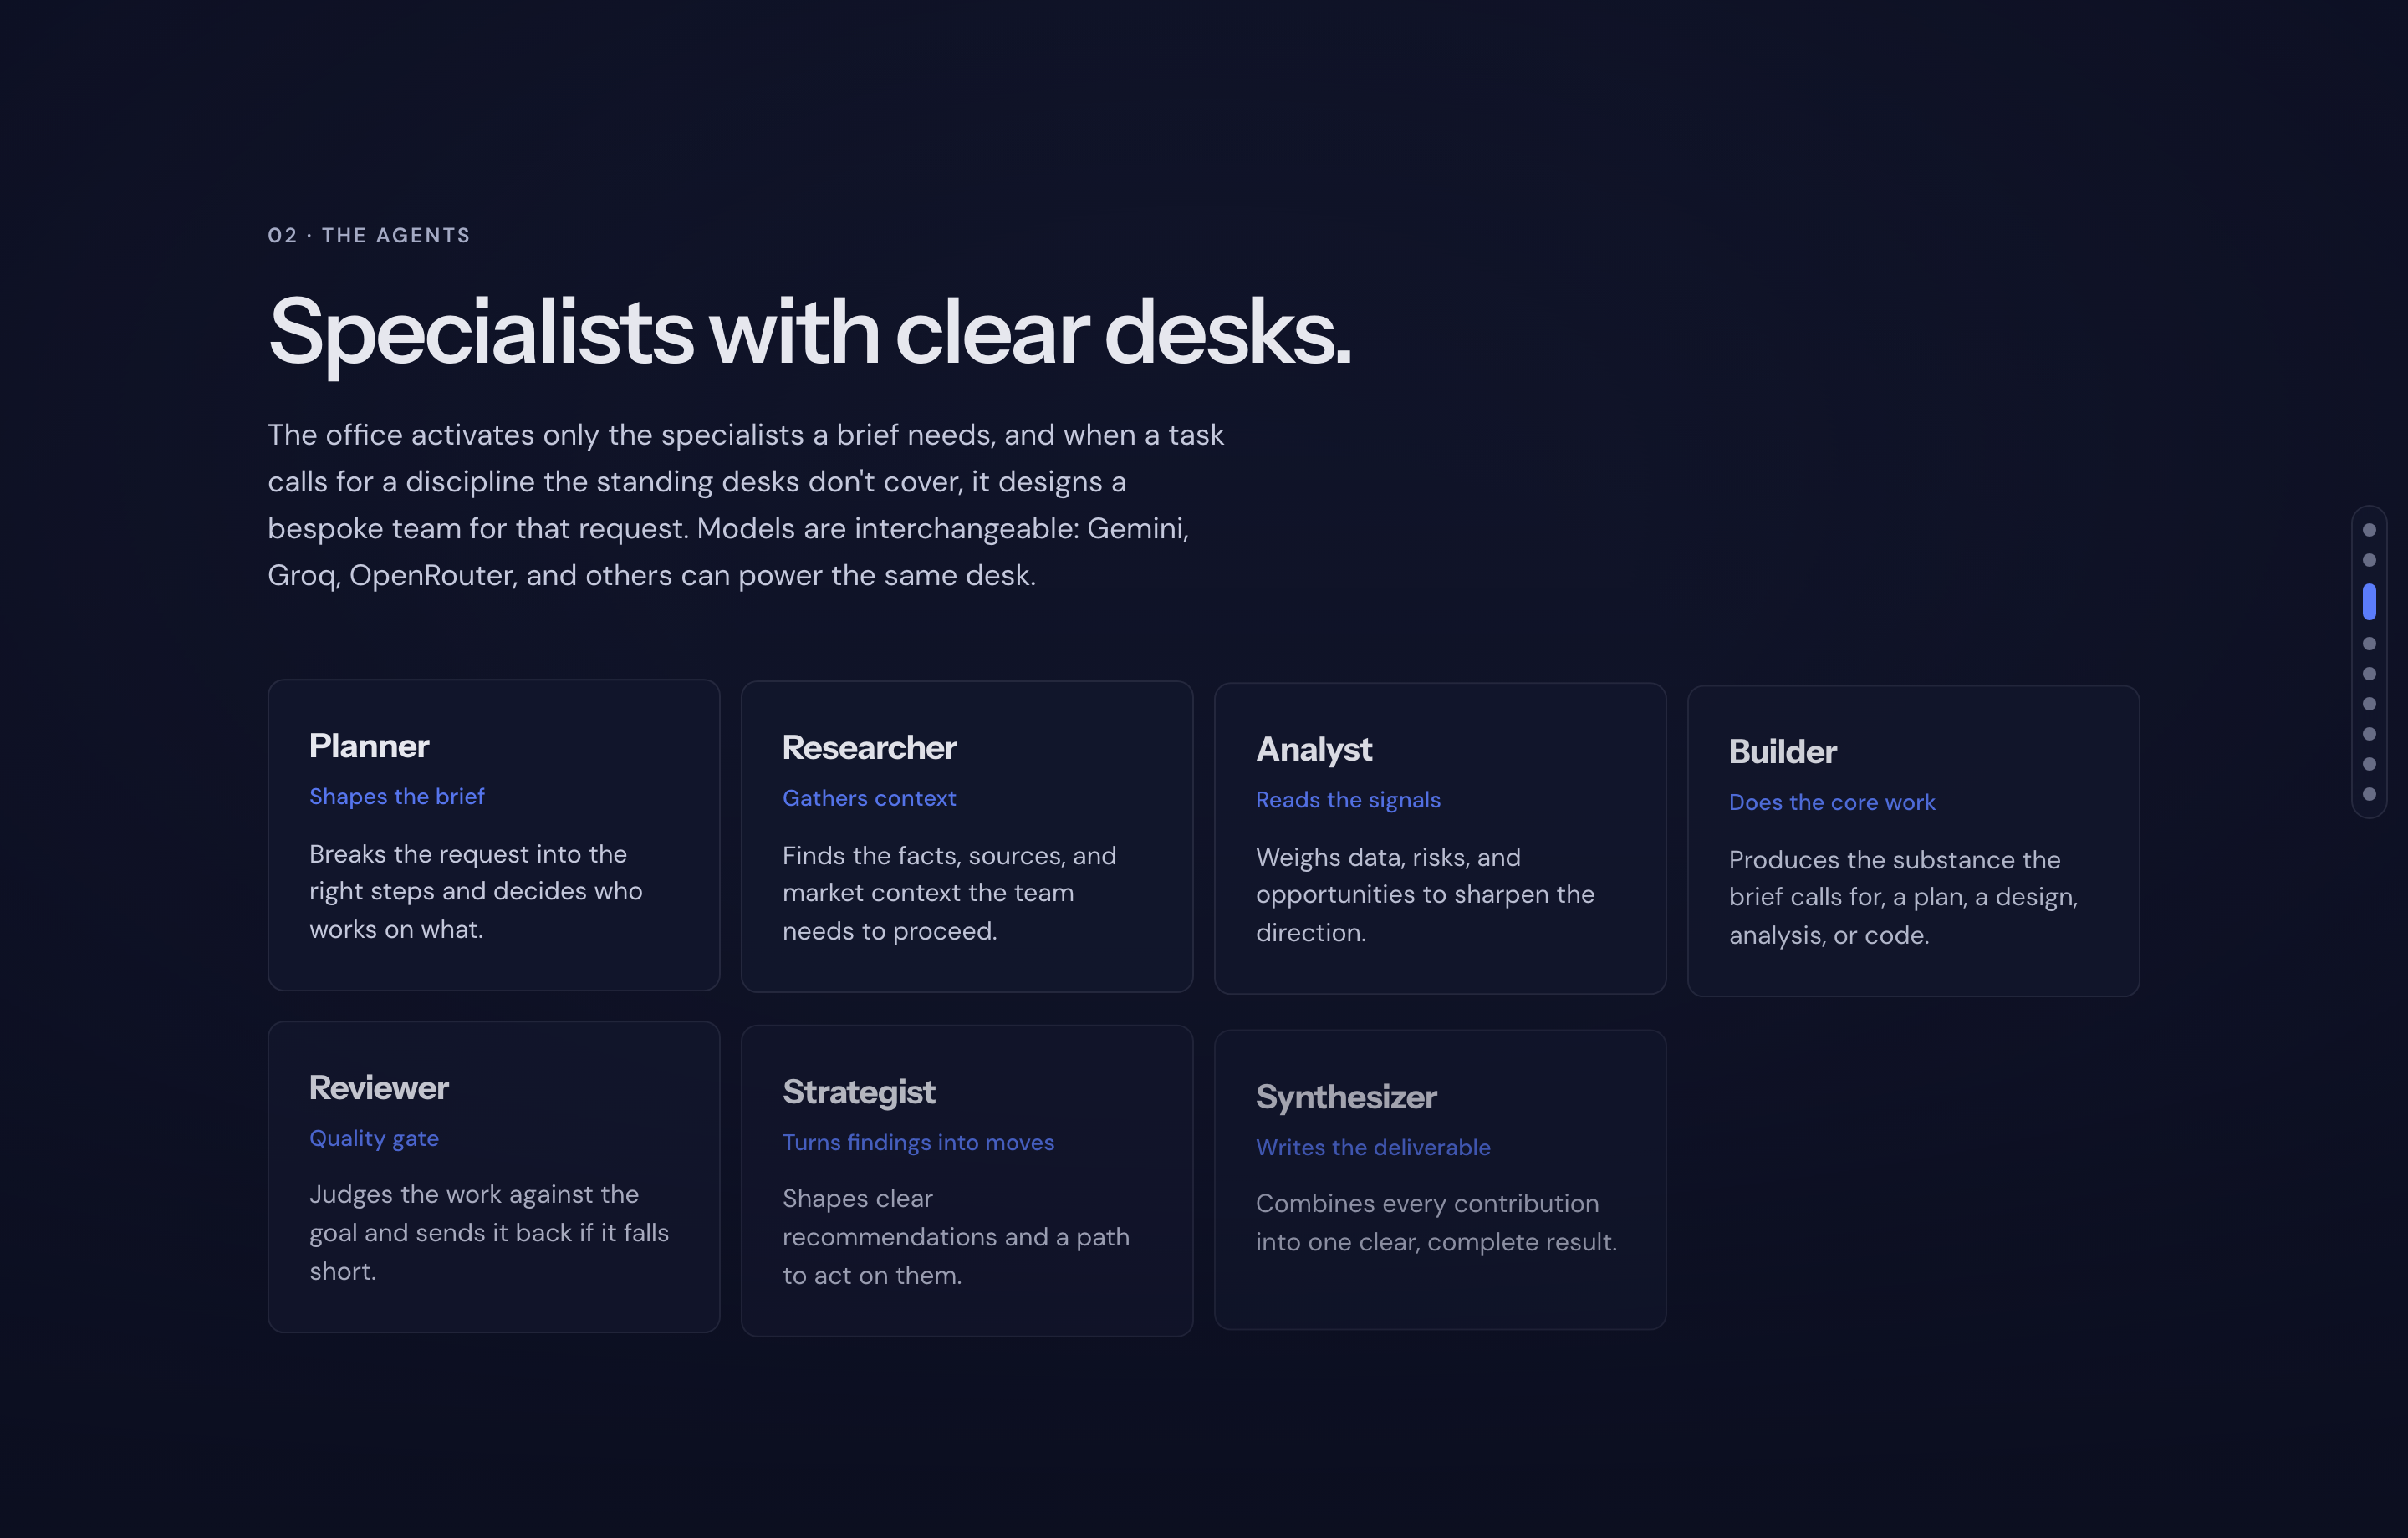 02 · THE AGENTS
Specialists with clear desks.
The office activates only the specialists a brief needs, and when a task
calls for a discipline the standing desks don't cover, it designs a
bespoke team for that request. Models are interchangeable: Gemini,
Groq, OpenRouter, and others can power the same desk.
Planner
Shapes the brief
Breaks the request into the
right steps and decides who
works on what.
Researcher
Gathers context
Finds the facts, sources, and
market context the team
needs to proceed.
Analyst
Reads the signals
Weighs data, risks, and
opportunities to sharpen the
direction.
Builder
Does the core work
Produces the substance the
brief calls for, a plan, a design,
analysis, or code.
Reviewer
Quality gate
Judges the work against the
goal and sends it back if it falls
short.
Strategist
Turns findings into moves
Shapes clear
recommendations and a path
to act on them.
Synthesizer
Writes the deliverable
Combines every contribution
into one clear, complete result.